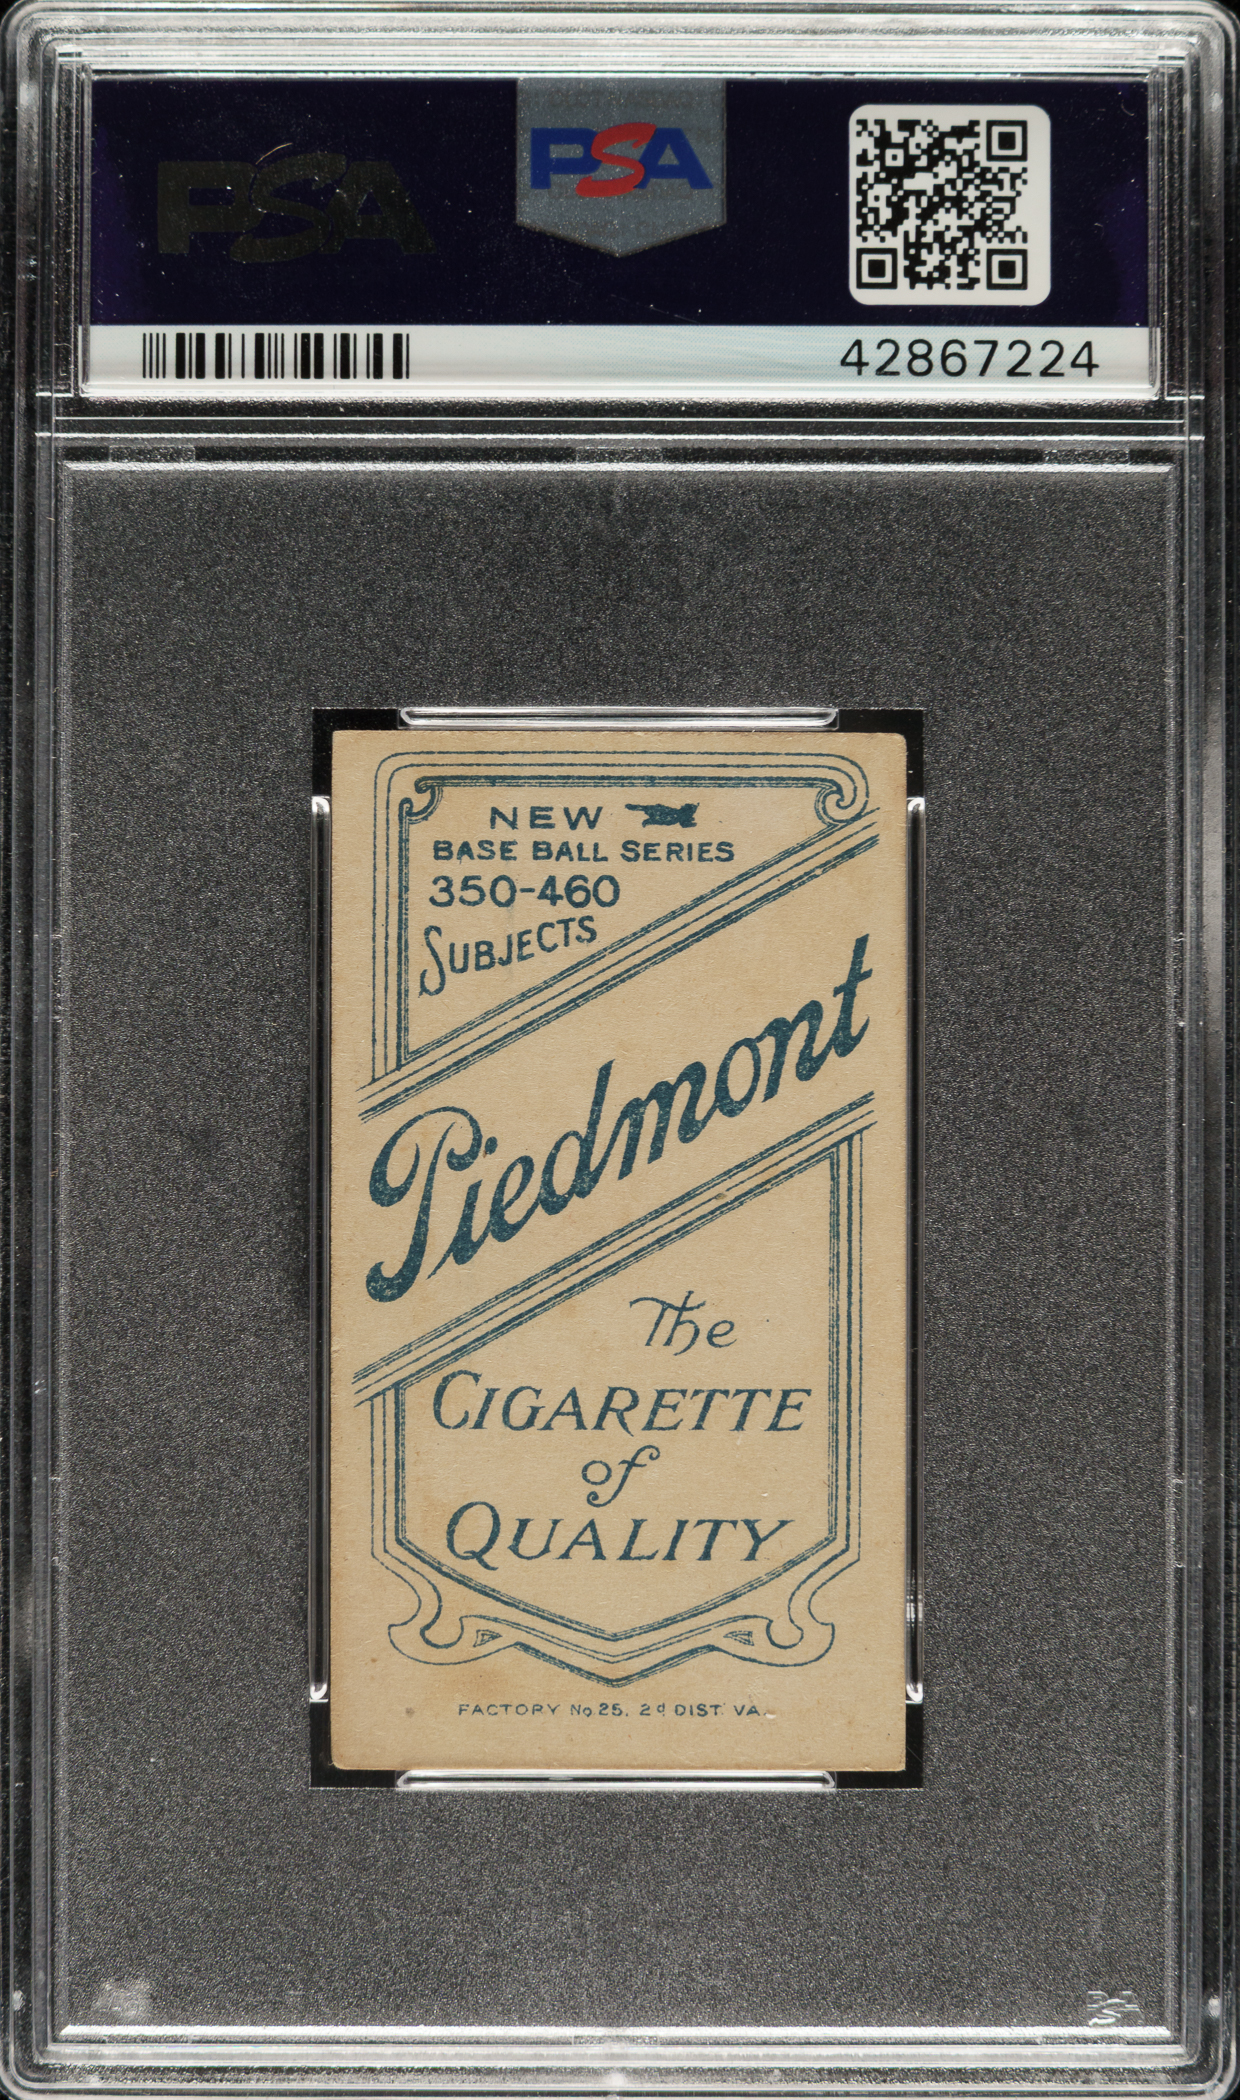 PSA
PSA
42867224
NEW
BASE BALL SERIES
350-460
SUBJECTS
Piedmont
The
CIGARETTE
of
QUALITY
FACTORY No 25, 2d DIST. VA.
PSA